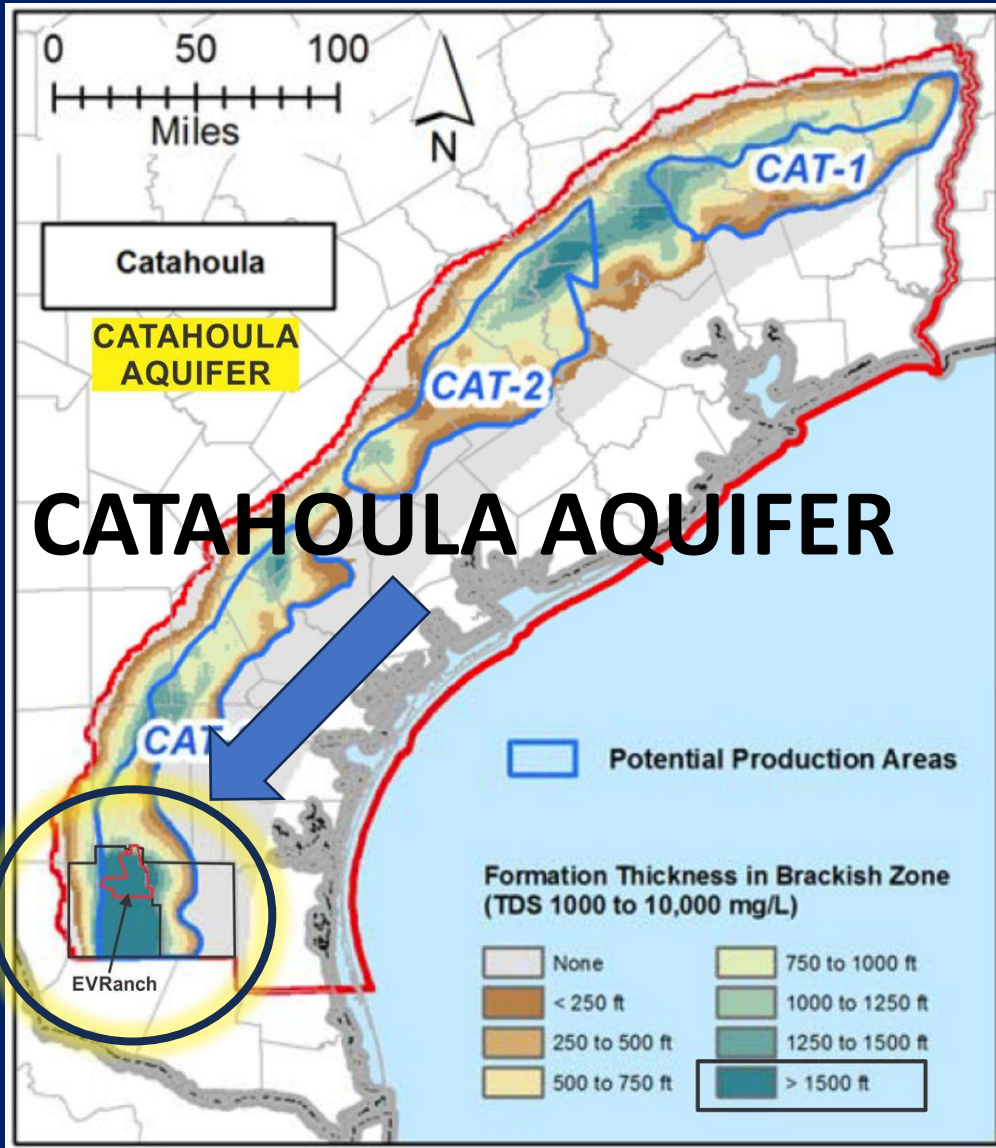 0 50 100
Miles
N
Catahoula
CATAHOULA
AQUIFER
CAT-1
CAT-2
CATAHOULA AQUIFER
CAT-
EVRanch
Potential Production Areas
Formation Thickness in Brackish Zone
(TDS 1000 to 10,000 mg/L)
None
< 250 ft
250 to 500 ft
500 to 750 ft
750 to 1000 ft
1000 to 1250 ft
1250 to 1500 ft
> 1500 ft